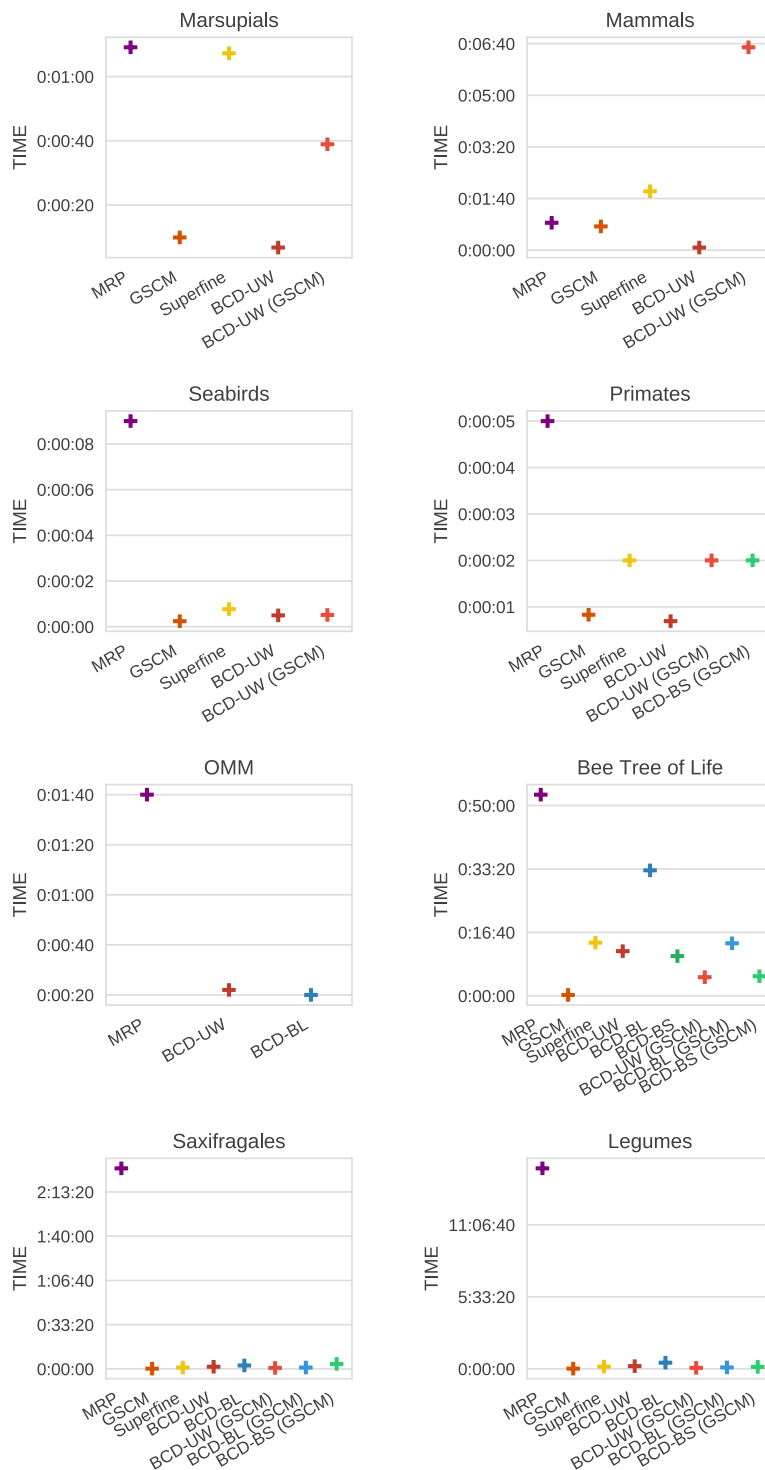 Marsupials
TIME
0:01:00
0:00:40
0:00:20
MRP
GSCM
Superfine
BCD-UW
BCD-UW (GSCM)
Mammals
TIME
0:06:40
0:05:00
0:03:20
0:01:40
0:00:00
MRP
GSCM
Superfine
BCD-UW
BCD-UW (GSCM)
Seabirds
TIME
0:00:08
0:00:06
0:00:04
0:00:02
0:00:00
MRP
GSCM
Superfine
BCD-UW
BCD-UW (GSCM)
Primates
TIME
0:00:05
0:00:04
0:00:03
0:00:02
0:00:01
MRP
GSCM
Superfine
BCD-UW
BCD-UW (GSCM)
BCD-BS (GSCM)
OMM
TIME
0:01:40
0:01:20
0:01:00
0:00:40
0:00:20
MRP
BCD-UW
BCD-BL
Bee Tree of Life
TIME
0:50:00
0:33:20
0:16:40
0:00:00
MRP
GSCM
Superfine
BCD-UW
BCD-BL
BCD-BS
BCD-UW (GSCM)
BCD-BL (GSCM)
BCD-BS (GSCM)
Saxifragales
TIME
2:13:20
1:40:00
1:06:40
0:33:20
0:00:00
MRP
GSCM
Superfine
BCD-UW
BCD-BL
BCD-UW (GSCM)
BCD-BL (GSCM)
BCD-BS (GSCM)
Legumes
TIME
11:06:40
5:33:20
0:00:00
MRP
GSCM
Superfine
BCD-UW
BCD-BL
BCD-UW (GSCM)
BCD-BL (GSCM)
BCD-BS (GSCM)